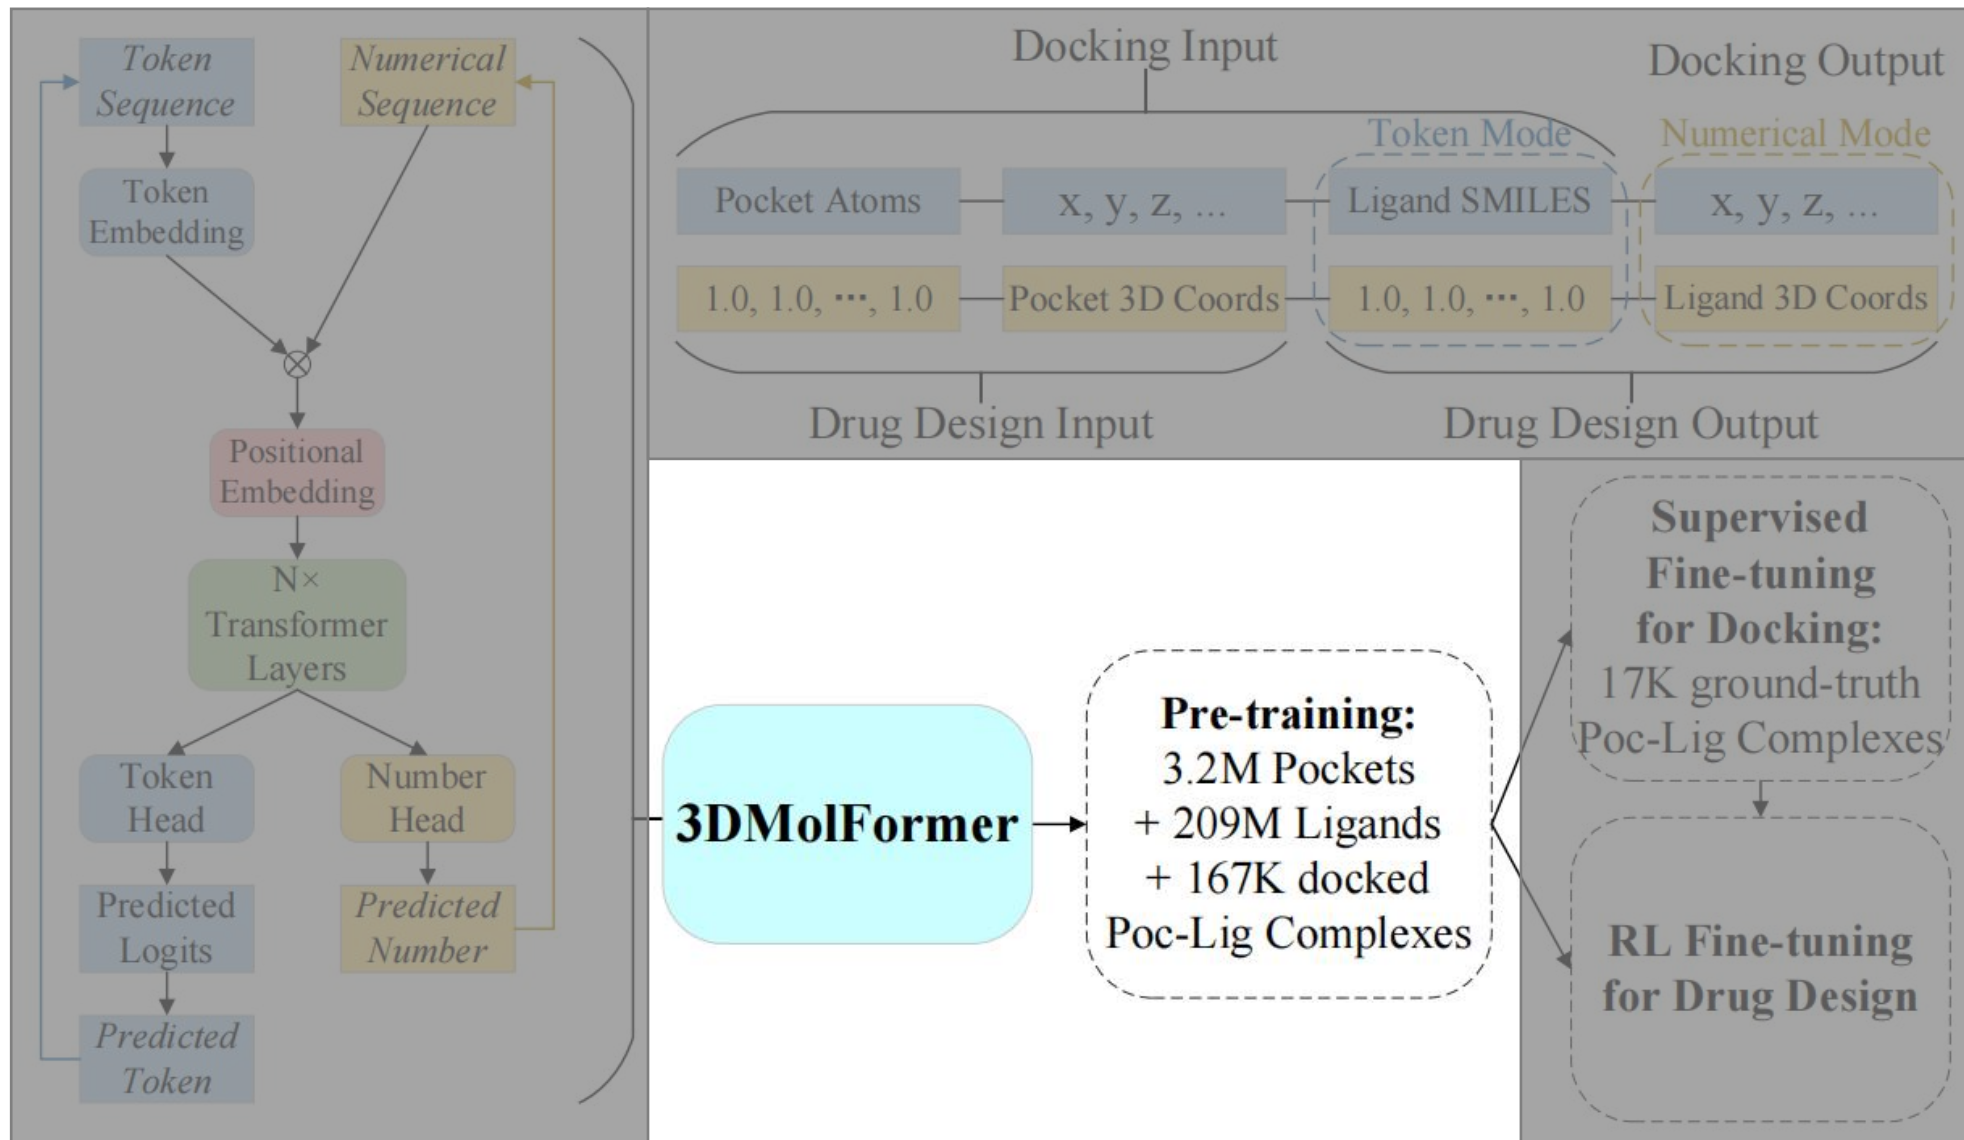 Token
Sequence
Numerical
Sequence
Token
Embedding
⊗
Positional
Embedding
N×
Transformer
Layers
Token
Head
Number
Head
Predicted
Logits
Predicted
Number
Predicted
Token
Docking Input
Docking Output
Token Mode
Numerical Mode
Pocket Atoms
x, y, z, ...
Ligand SMILES
x, y, z, ...
1.0, 1.0, ···, 1.0
Pocket 3D Coords
1.0, 1.0, ···, 1.0
Ligand 3D Coords
Drug Design Input
Drug Design Output
3DMolFormer
Pre-training:
3.2M Pockets
+ 209M Ligands
+ 167K docked
Poc-Lig Complexes
Supervised
Fine-tuning
for Docking:
17K ground-truth
Poc-Lig Complexes
RL Fine-tuning
for Drug Design